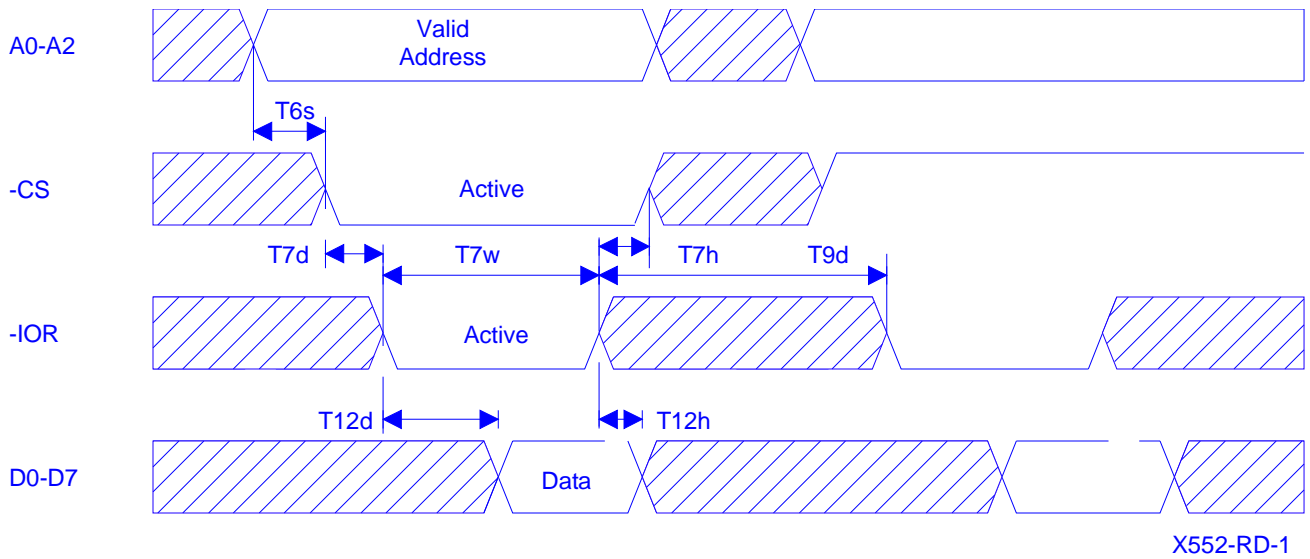 A0-A2
Valid
Address
T6s
-CS
Active
T7d
T7w
T7h
T9d
-IOR
Active
T12d
T12h
D0-D7
Data
X552-RD-1